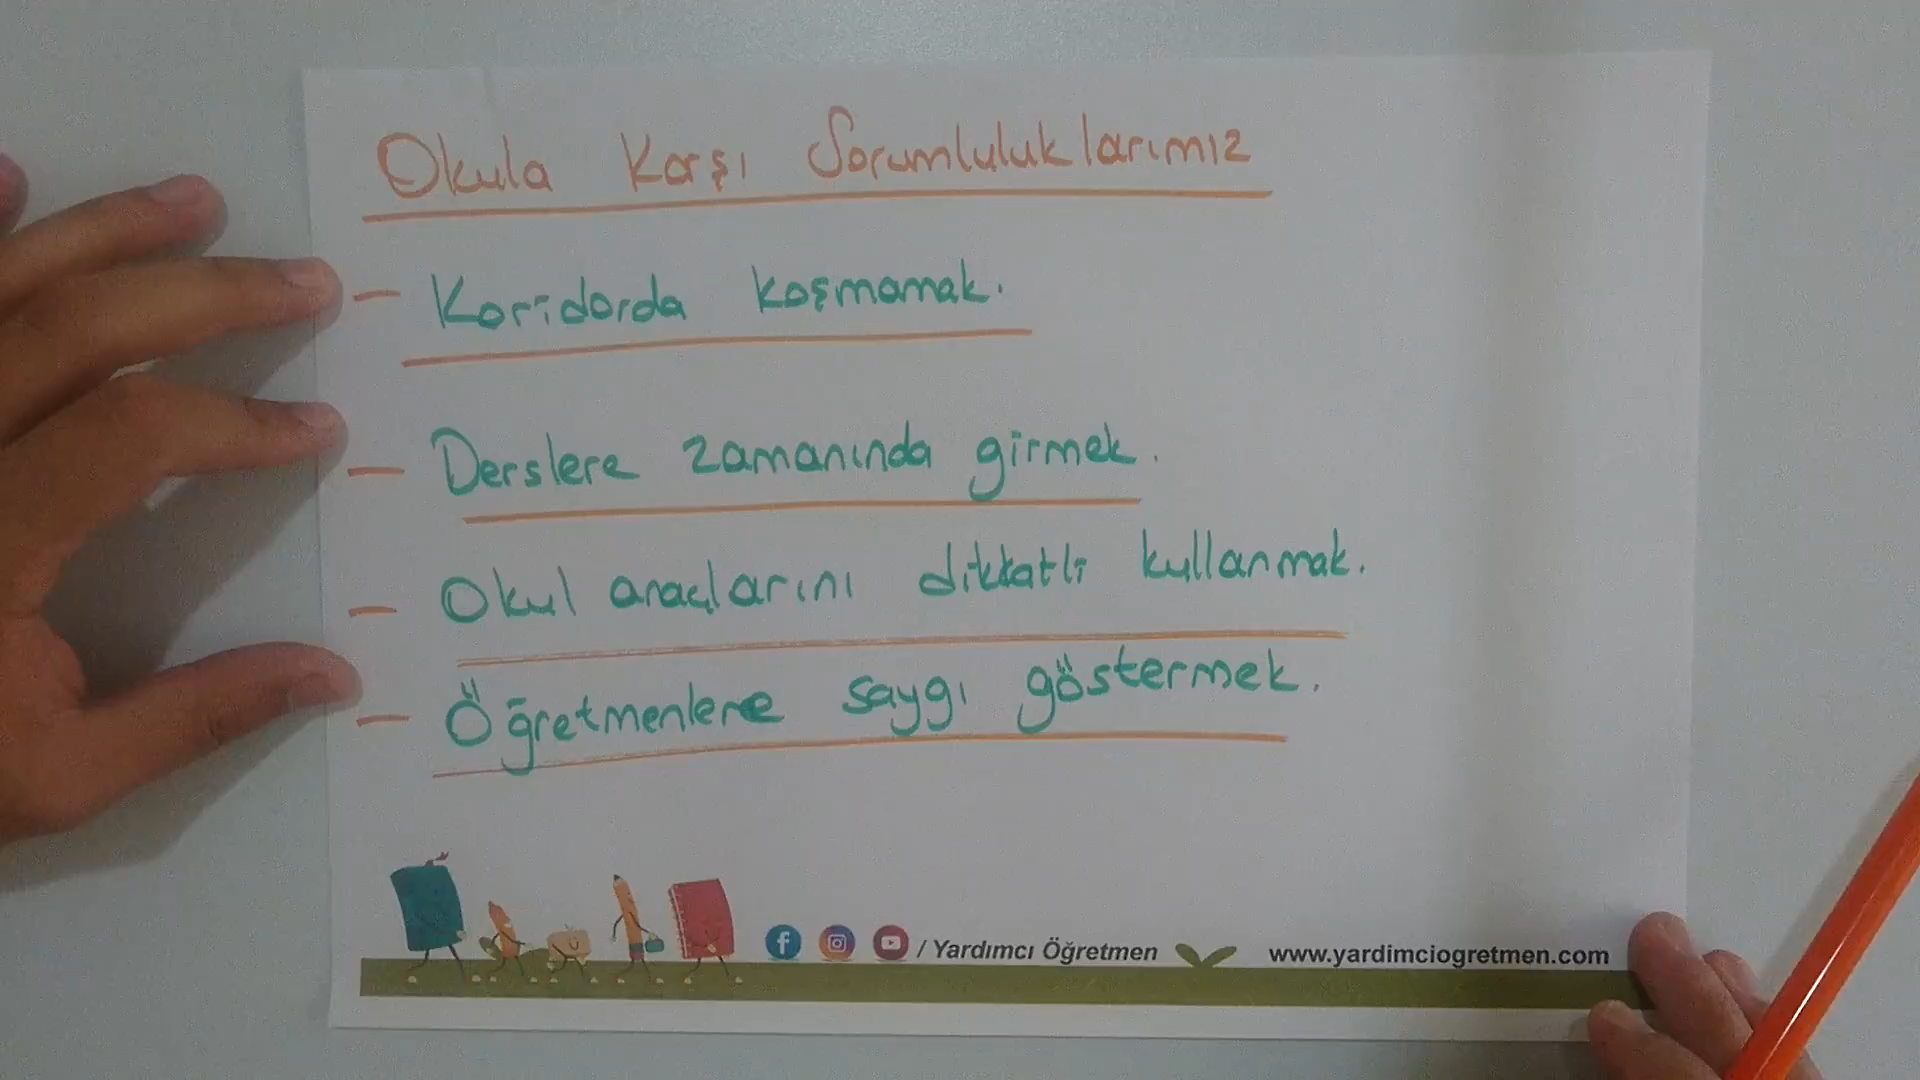 Okula Karşı Sorumluluklarımız
- Koridorda koşmamak.
- Derslere zamanında girmek.
- Okul araçlarını dikkatli kullanmak.
- Öğretmenlere saygı göstermek.
/ Yardımcı Öğretmen
www.yardimciogretmen.com